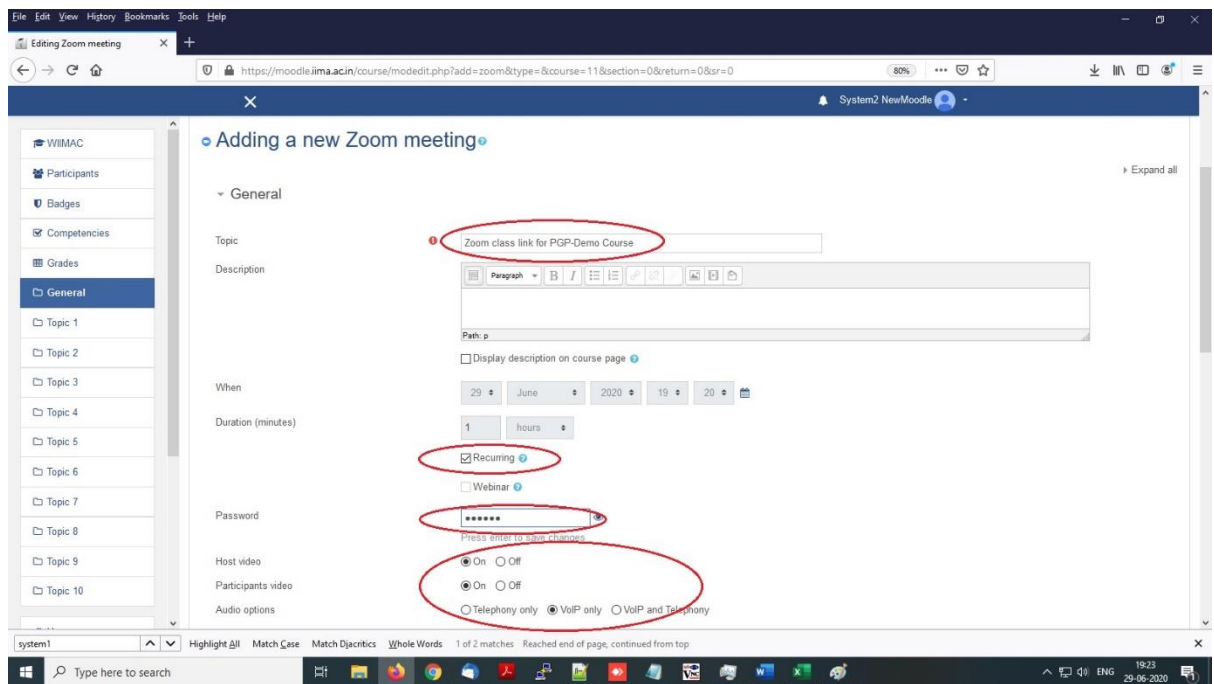 File Edit View History Bookmarks Tools Help
Editing Zoom meeting
https://moodle.iima.ac.in/course/modedit.php?add=zoom&type=&course=11&section=0&return=0&sr=0 80%
System2 NewMoodle
WIIMAC
Participants
Badges
Competencies
Grades
General
Topic 1
Topic 2
Topic 3
Topic 4
Topic 5
Topic 6
Topic 7
Topic 8
Topic 9
Topic 10
Adding a new Zoom meeting
Expand all
General
Topic Zoom class link for PGP-Demo Course
Description Paragraph B I
Path: p
Display description on course page
When 29 June 2020 19 20
Duration (minutes) 1 hours
Recurring
Webinar
Password ••••••
Press enter to save changes
Host video On Off
Participants video On Off
Audio options Telephony only VoIP only VoIP and Telephony
system1 Highlight All Match Case Match Diacritics Whole Words 1 of 2 matches Reached end of page, continued from top
Type here to search
ENG 19:23
29-06-2020